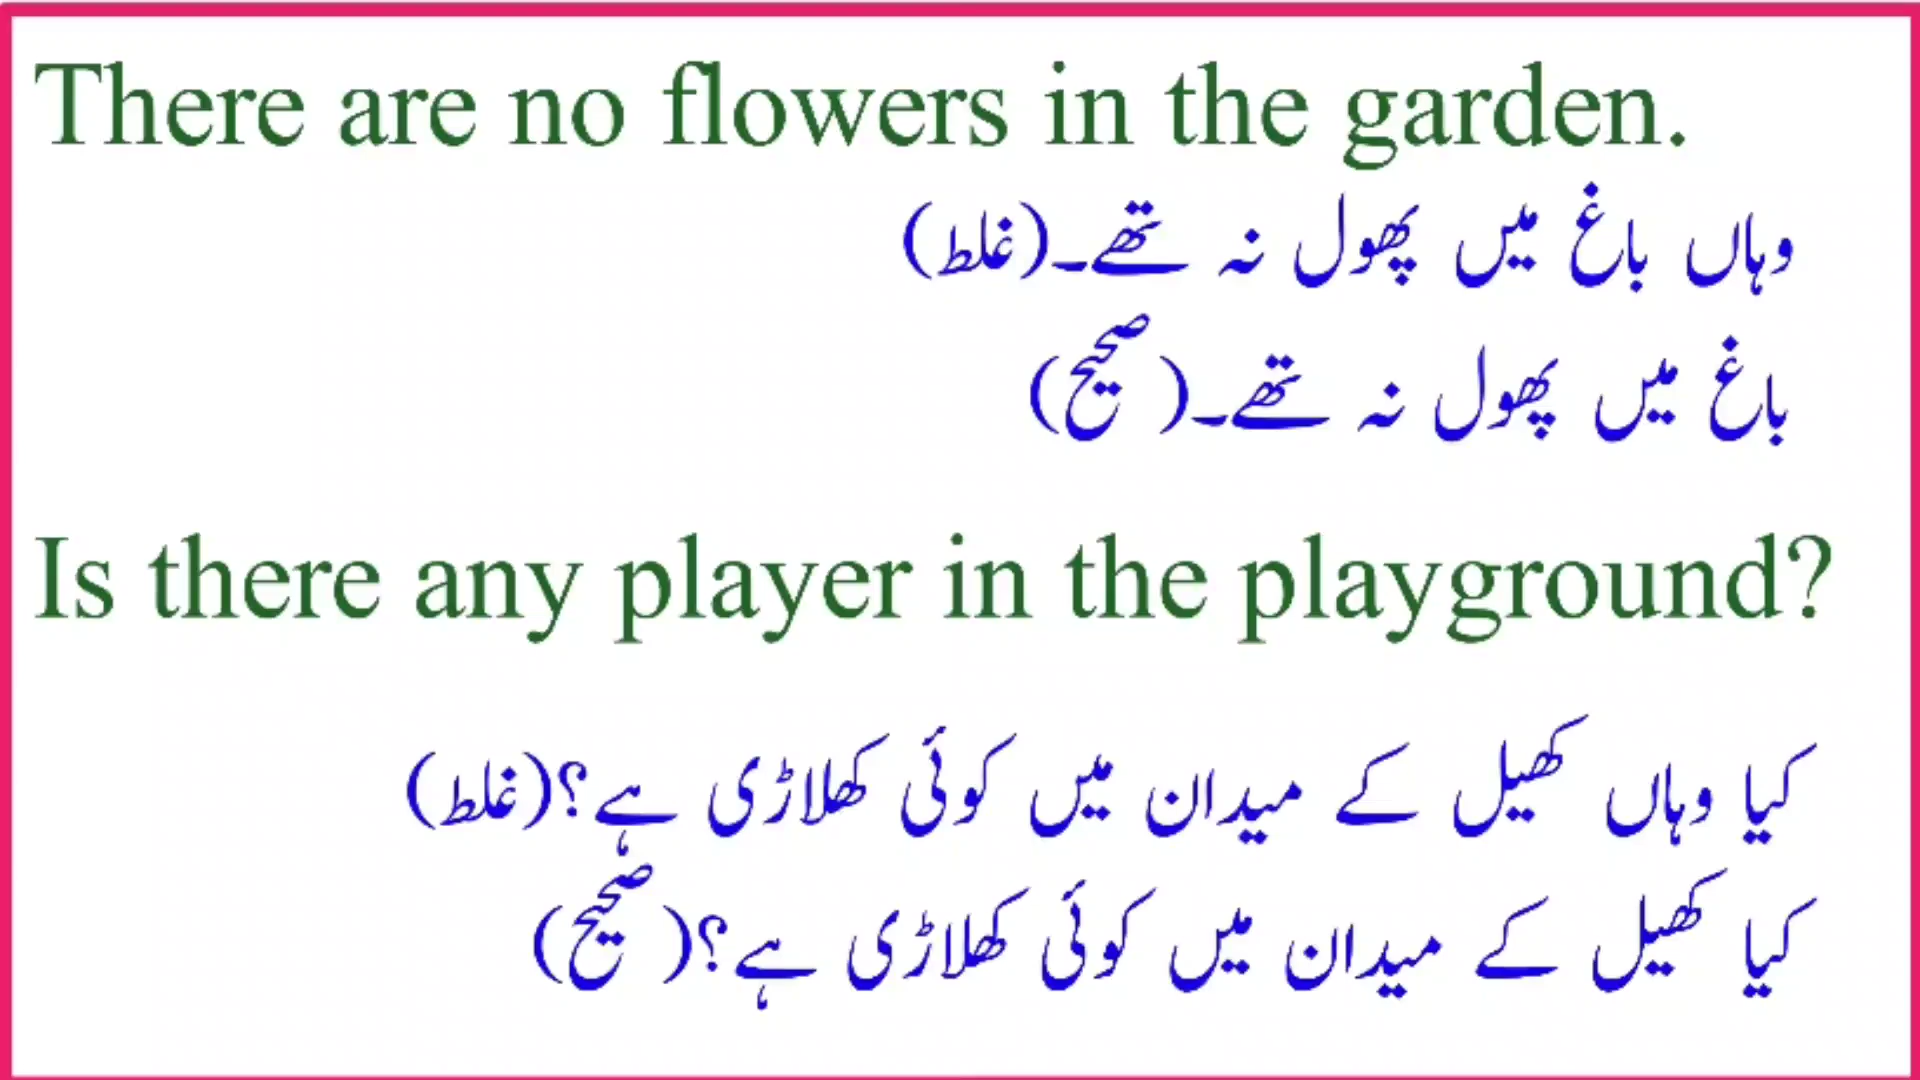 There are no flowers in the garden.
وہاں باغ میں پھول نہ تھے۔(غلط)
باغ میں پھول نہ تھے۔(صحیح)
Is there any player in the playground?
کیا وہاں کھیل کے میدان میں کوئی کھلاڑی ہے؟(غلط)
کیا کھیل کے میدان میں کوئی کھلاڑی ہے؟(صحیح)